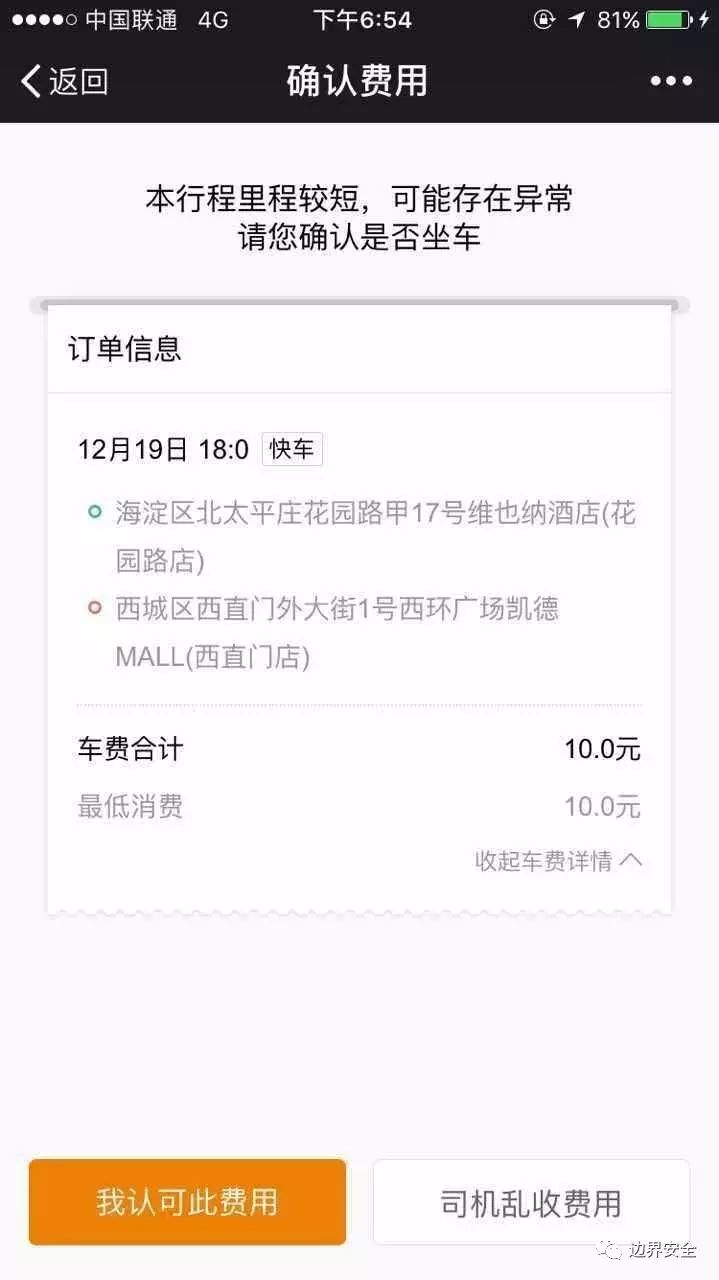 中国联通 4G 下午6:54 81%
返回 确认费用
本行程里程较短，可能存在异常
请您确认是否坐车
订单信息
12月19日 18:0 快车
海淀区北太平庄花园路甲17号维也纳酒店(花
园路店)
西城区西直门外大街1号西环广场凯德
MALL(西直门店)
车费合计 10.0元
最低消费 10.0元
收起车费详情
我认可此费用 司机乱收费用
边界安全